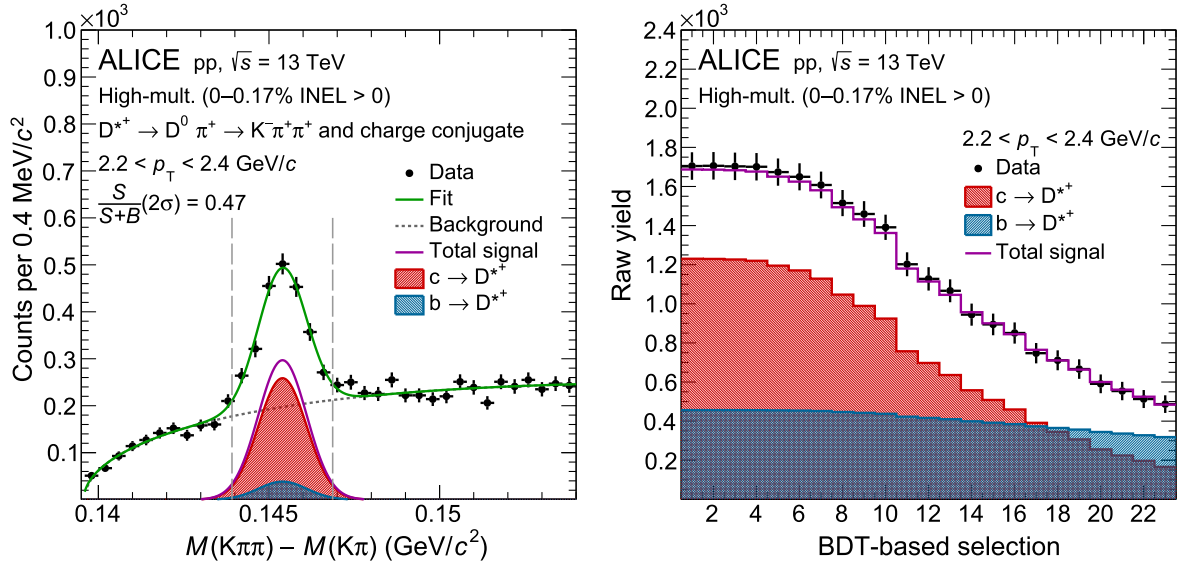 ×10³
ALICE pp, √s = 13 TeV
High-mult. (0–0.17% INEL > 0)
D*⁺ → D⁰ π⁺ → K⁻π⁺π⁺ and charge conjugate
2.2 < p_T < 2.4 GeV/c
S/S+B (2σ) = 0.47
Data
Fit
Background
Total signal
c → D*⁺
b → D*⁺
Counts per 0.4 MeV/c²
1.0
0.9
0.8
0.7
0.6
0.5
0.4
0.3
0.2
0.1
0.14
0.145
0.15
M(Kππ) − M(Kπ) (GeV/c²)
×10³
ALICE pp, √s = 13 TeV
High-mult. (0–0.17% INEL > 0)
2.2 < p_T < 2.4 GeV/c
Data
c → D*⁺
b → D*⁺
Total signal
Raw yield
2.4
2.2
2.0
1.8
1.6
1.4
1.2
1.0
0.8
0.6
0.4
0.2
2 4 6 8 10 12 14 16 18 20 22
BDT-based selection